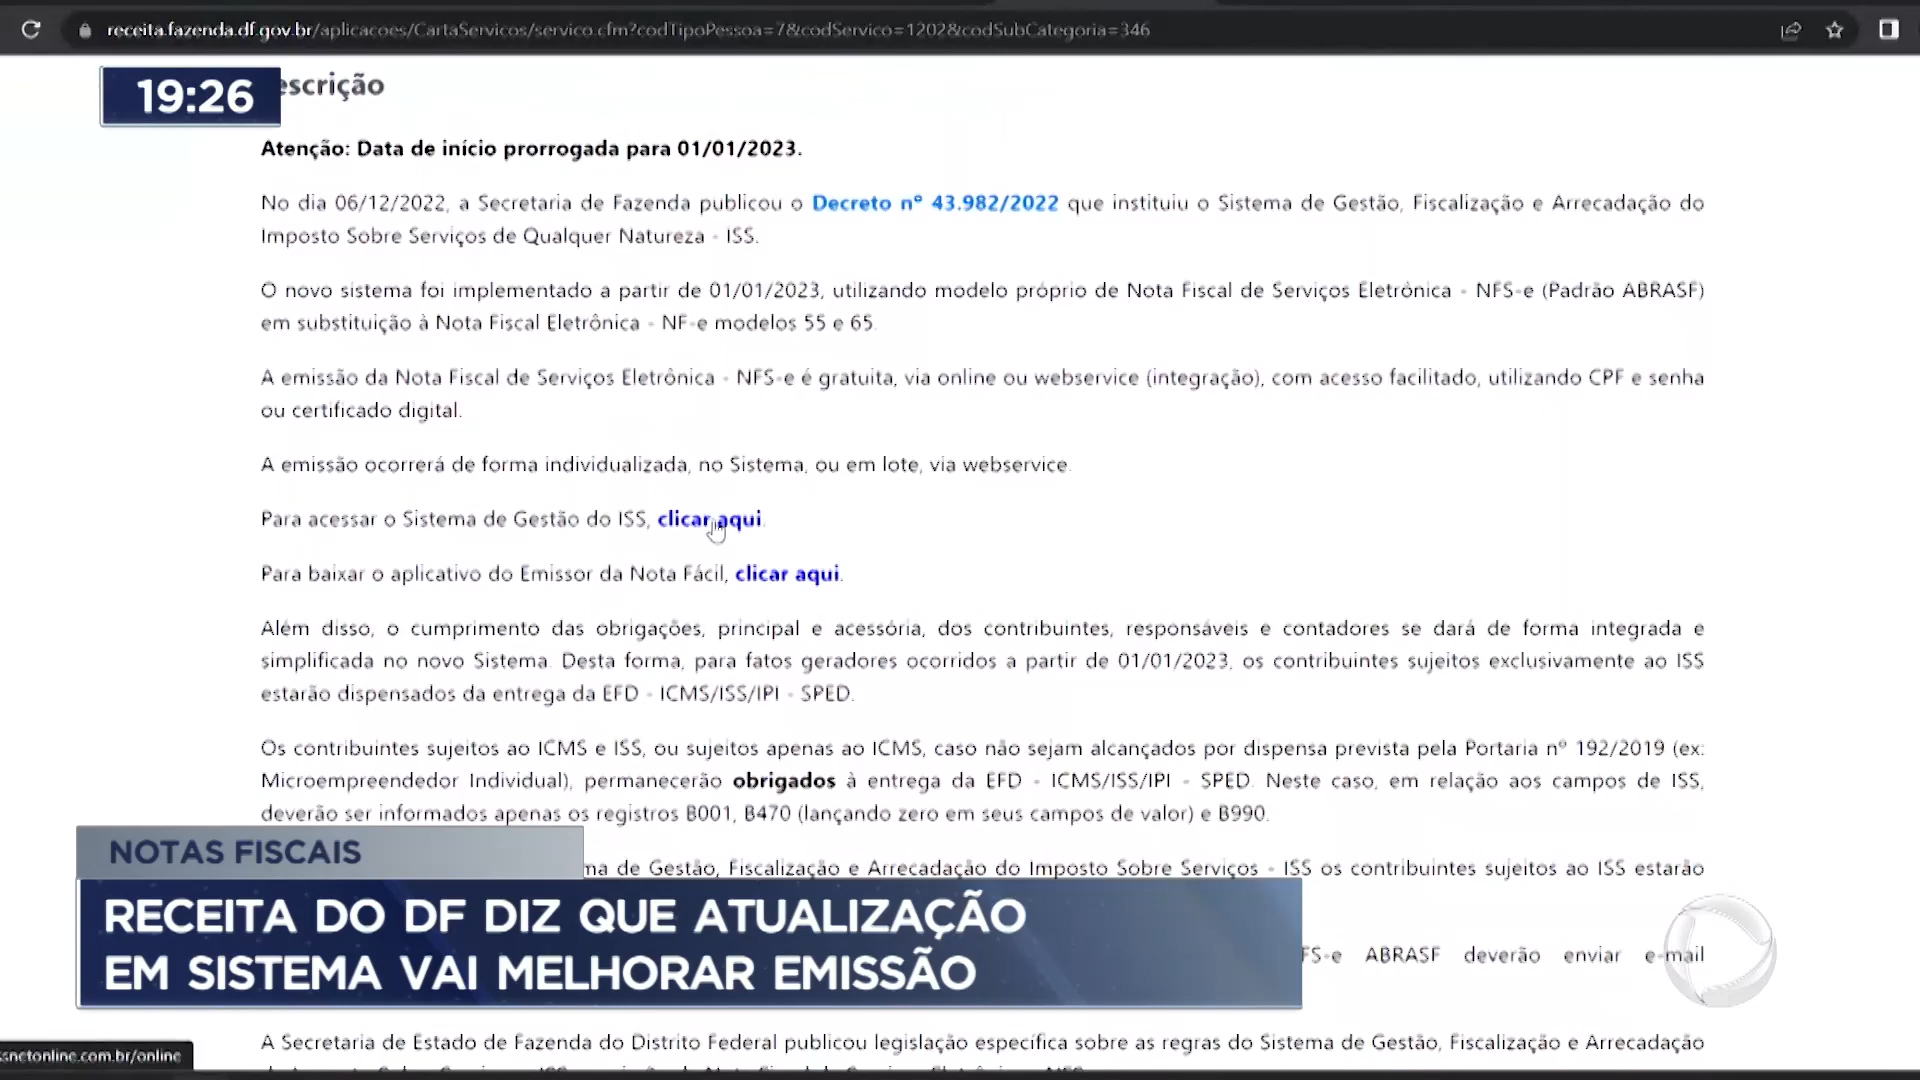 receita.fazenda.df.gov.br/aplicacoes/CartaServicos/servico.cfm?codTipoPessoa=7&codServico=1202&codSubCategoria=346
19:26
escrição
Atenção: Data de início prorrogada para 01/01/2023.
No dia 06/12/2022, a Secretaria de Fazenda publicou o Decreto nº 43.982/2022 que instituiu o Sistema de Gestão, Fiscalização e Arrecadação do
Imposto Sobre Serviços de Qualquer Natureza - ISS.
O novo sistema foi implementado a partir de 01/01/2023, utilizando modelo próprio de Nota Fiscal de Serviços Eletrônica - NFS-e (Padrão ABRASF)
em substituição à Nota Fiscal Eletrônica - NF-e modelos 55 e 65.
A emissão da Nota Fiscal de Serviços Eletrônica - NFS-e é gratuita, via online ou webservice (integração), com acesso facilitado, utilizando CPF e senha
ou certificado digital.
A emissão ocorrerá de forma individualizada, no Sistema, ou em lote, via webservice.
Para acessar o Sistema de Gestão do ISS, clicar aqui.
Para baixar o aplicativo do Emissor da Nota Fácil, clicar aqui.
Além disso, o cumprimento das obrigações, principal e acessória, dos contribuintes, responsáveis e contadores se dará de forma integrada e
simplificada no novo Sistema. Desta forma, para fatos geradores ocorridos a partir de 01/01/2023, os contribuintes sujeitos exclusivamente ao ISS
estarão dispensados da entrega da EFD - ICMS/ISS/IPI - SPED.
Os contribuintes sujeitos ao ICMS e ISS, ou sujeitos apenas ao ICMS, caso não sejam alcançados por dispensa prevista pela Portaria nº 192/2019 (ex:
Microempreendedor Individual), permanecerão obrigados à entrega da EFD - ICMS/ISS/IPI - SPED. Neste caso, em relação aos campos de ISS,
deverão ser informados apenas os registros B001, B470 (lançando zero em seus campos de valor) e B990.
NOTAS FISCAIS
ma de Gestão, Fiscalização e Arrecadação do Imposto Sobre Serviços - ISS os contribuintes sujeitos ao ISS estarão
RECEITA DO DF DIZ QUE ATUALIZAÇÃO
EM SISTEMA VAI MELHORAR EMISSÃO
FS-e ABRASF deverão enviar e-mail
A Secretaria de Estado de Fazenda do Distrito Federal publicou legislação específica sobre as regras do Sistema de Gestão, Fiscalização e Arrecadação
ssnetonline.com.br/online